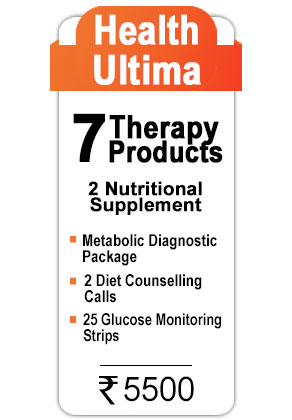 Health
Ultima
7 Therapy
Products
2 Nutritional
Supplement
Metabolic Diagnostic
Package
2 Diet Counselling
Calls
25 Glucose Monitoring
Strips
₹ 5500